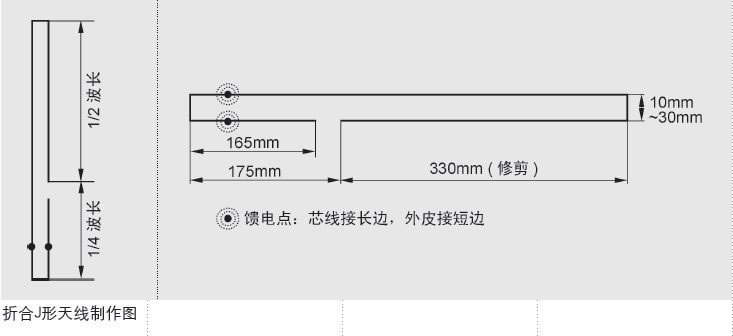 1/2 波长
1/4 波长
10mm
~30mm
165mm
175mm
330mm ( 修剪 )
馈电点：芯线接长边，外皮接短边
折合J形天线制作图